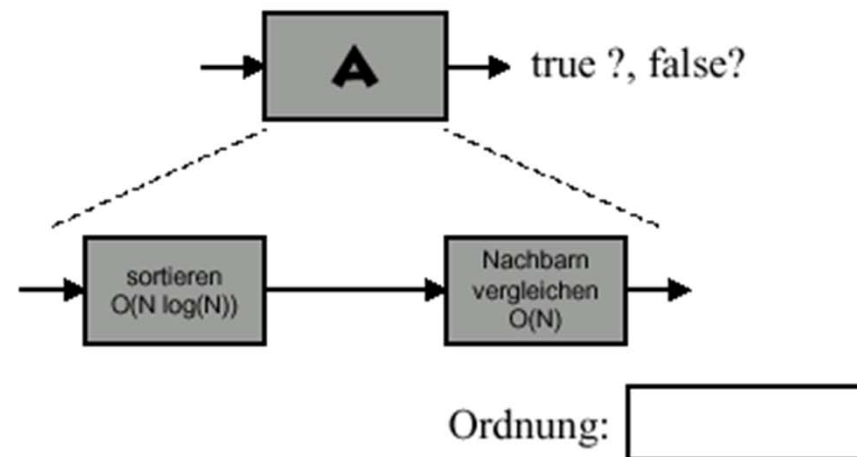 A
true ?, false?
sortieren
O(N log(N))
Nachbarn
vergleichen
O(N)
Ordnung: